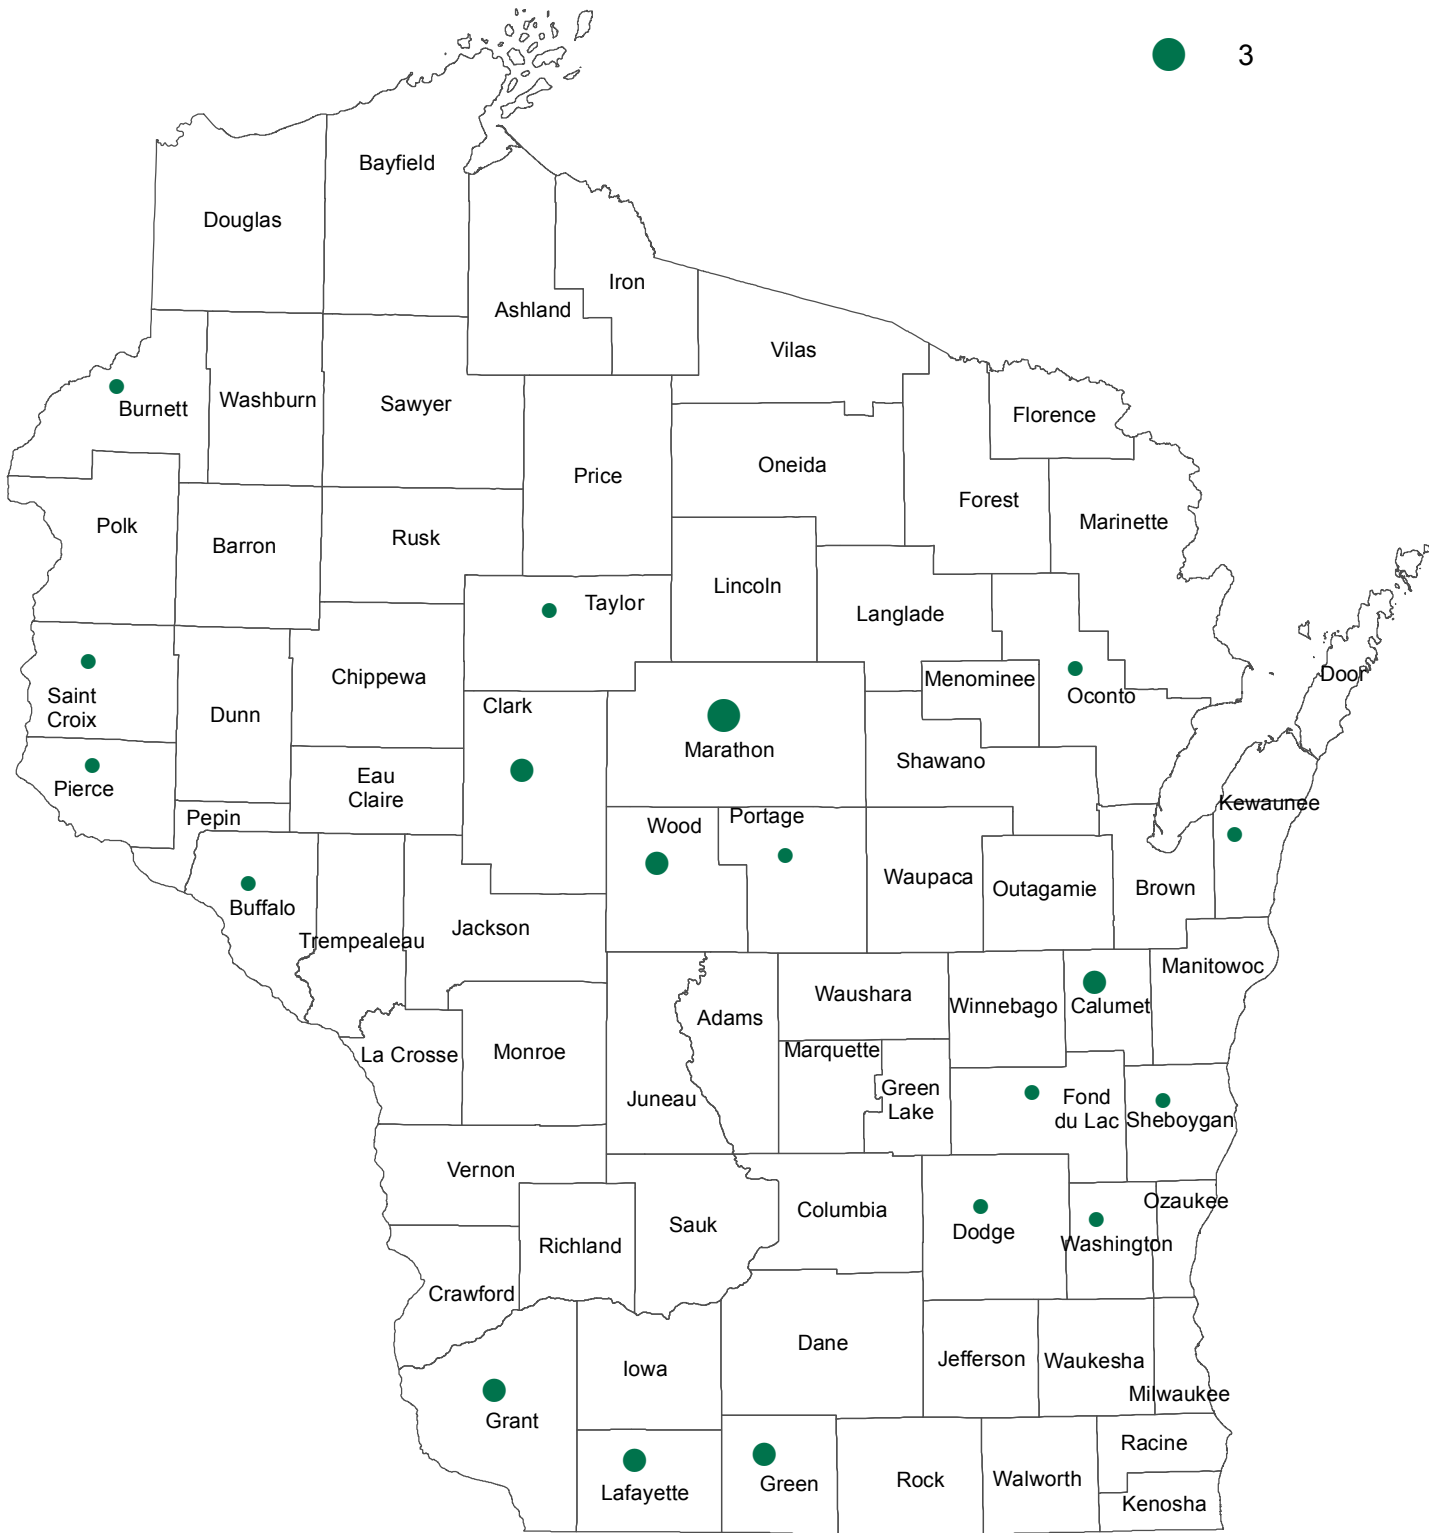 3
Bayfield
Douglas
Iron
Ashland
Vilas
Washburn
Sawyer
Burnett
Florence
Oneida
Price
Forest
Marinette
Polk
Rusk
Barron
Lincoln
Taylor
Langlade
Door
Chippewa
Menominee
Oconto
Saint
Croix
Clark
Dunn
Marathon
Shawano
Eau
Claire
Pierce
Kewaunee
Pepin
Portage
Wood
Waupaca
Outagamie
Brown
Buffalo
Jackson
Trempealeau
Manitowoc
Waushara
Winnebago
Calumet
Adams
Marquette
La Crosse
Monroe
Green
Lake
Juneau
Fond
du Lac
Sheboygan
Vernon
Ozaukee
Columbia
Sauk
Dodge
Washington
Richland
Crawford
Dane
Jefferson
Waukesha
Iowa
Milwaukee
Grant
Racine
Rock
Walworth
Green
Lafayette
Kenosha